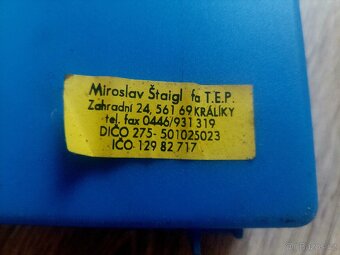 Miroslav Štaigl fa T.E.P.
Zahradní 24, 561 69 KRÁLÍKY
tel. fax 0446/931 319
DIČO 275-501025023
IČO 129 82 717